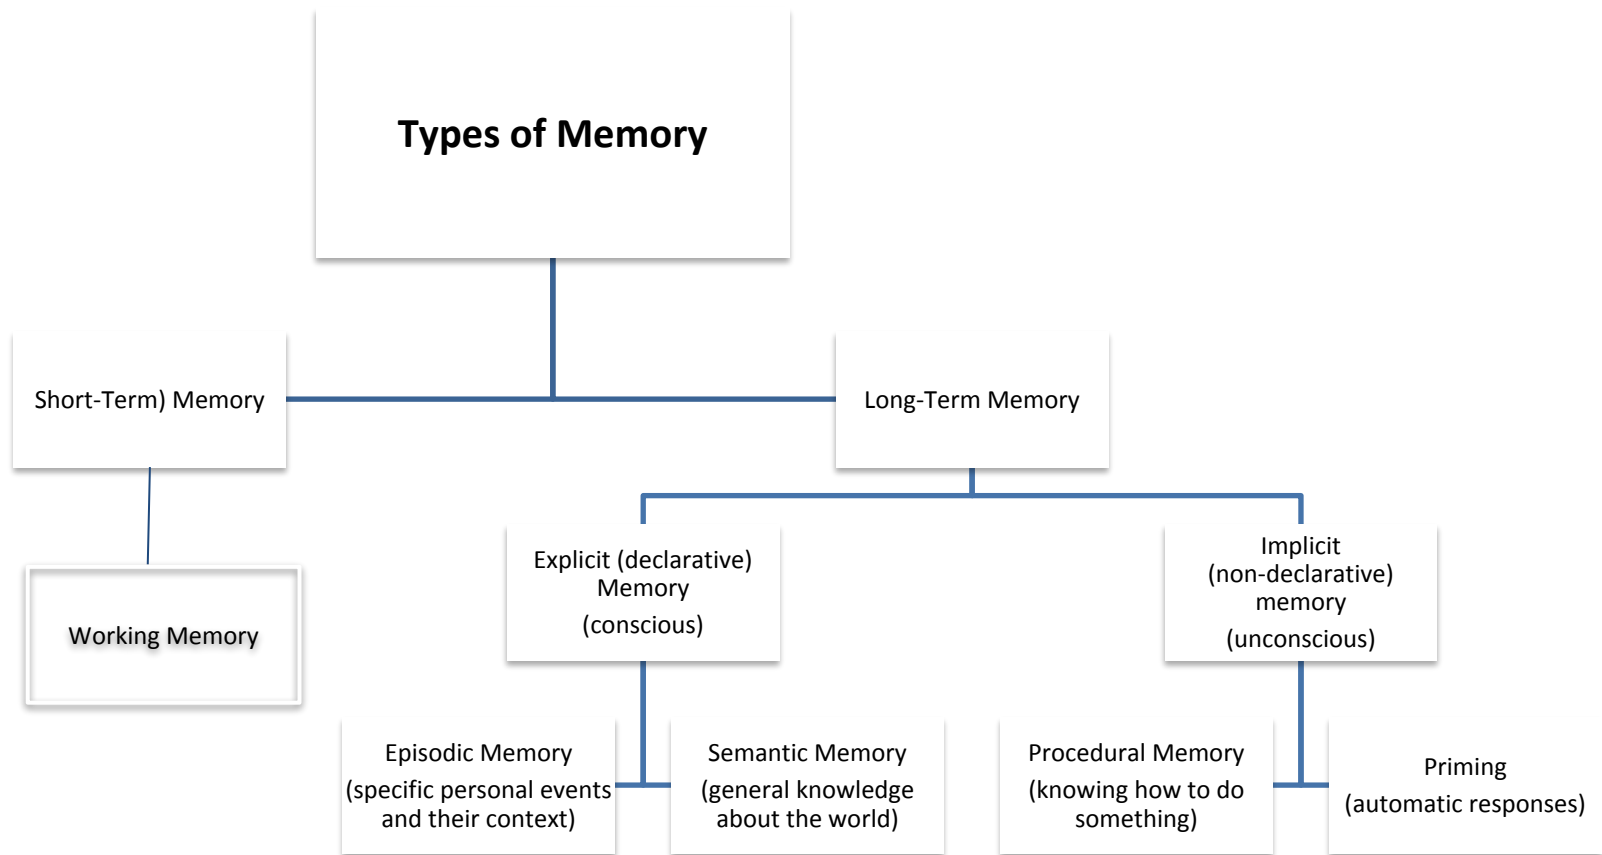 Types of Memory
Short-Term) Memory
Long-Term Memory
Working Memory
Explicit (declarative)
Memory
(conscious)
Implicit
(non-declarative)
memory
(unconscious)
Episodic Memory
(specific personal events
and their context)
Semantic Memory
(general knowledge
about the world)
Procedural Memory
(knowing how to do
something)
Priming
(automatic responses)